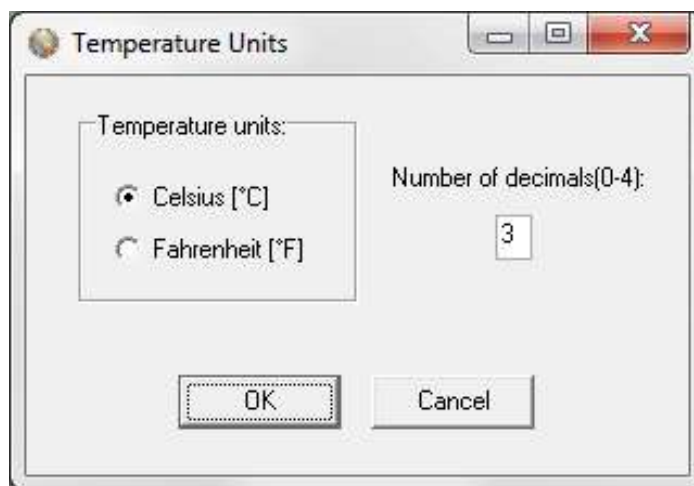 Temperature Units
Temperature units:
Celsius [°C]
Fahrenheit [°F]
Number of decimals(0-4):
3
OK
Cancel